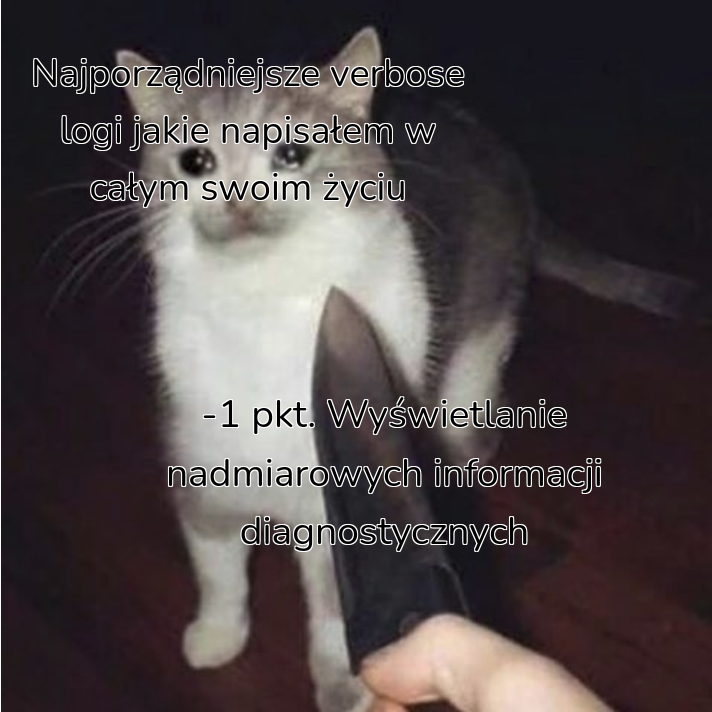 Najporządniejsze verbose
logi jakie napisałem w
całym swoim życiu
-1 pkt. Wyświetlanie
nadmiarowych informacji
diagnostycznych